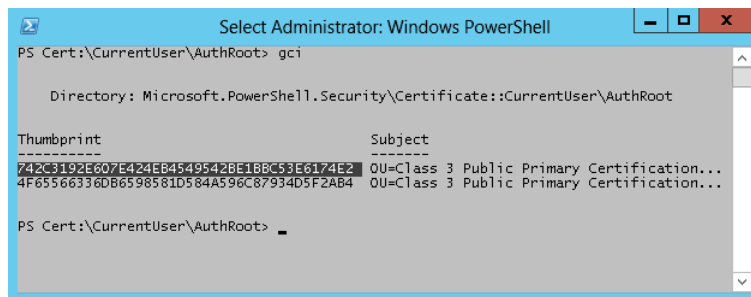 Select Administrator: Windows PowerShell
PS Cert:\CurrentUser\AuthRoot> gci
Directory: Microsoft.PowerShell.Security\Certificate::CurrentUser\AuthRoot
Thumbprint Subject
---------- -------
742C3192E607E424EB4549542BE1BBC53E6174E2 OU=Class 3 Public Primary Certification...
4F65566336DB6598581D584A596C87934D5F2AB4 OU=Class 3 Public Primary Certification...
PS Cert:\CurrentUser\AuthRoot> _